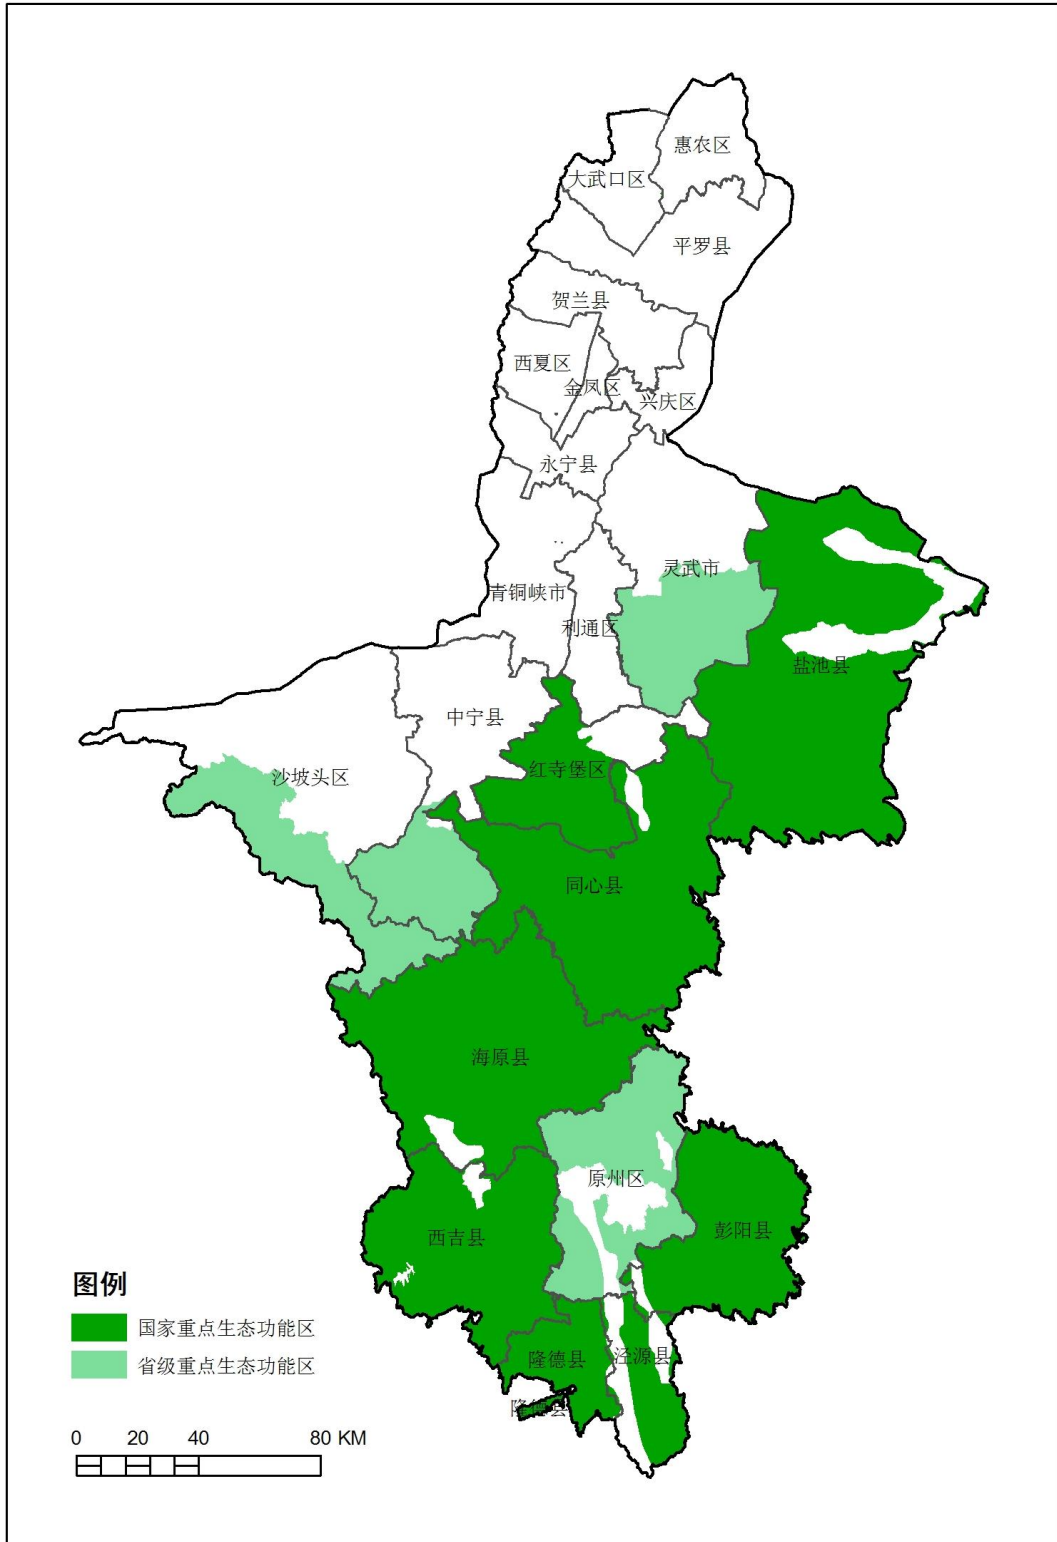 惠农区
大武口区
平罗县
贺兰县
西夏区
金凤区
兴庆区
永宁县
灵武市
青铜峡市
利通区
盐池县
中宁县
红寺堡区
沙坡头区
同心县
海原县
原州区
彭阳县
西吉县
图例
国家重点生态功能区
省级重点生态功能区
隆德县
泾源县
隆德县
0 20 40 80 KM